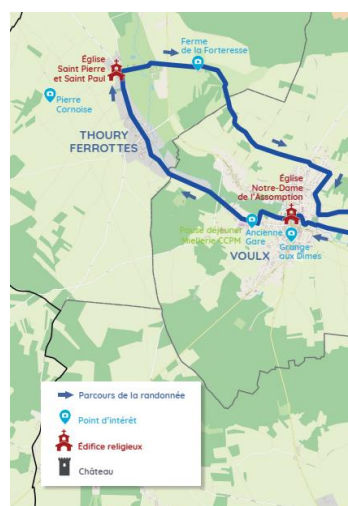 Église
Saint Pierre
et Saint Paul
Ferme
de la Forteresse
Pierre
Cornoise
THOURY
FERROTTES
Église
Notre-Dame
de l'Assomption
Pause déjeuner
Miellerie CCPM
Ancienne
Gare
Grange
aux Dîmes
VOULX
Parcours de la randonnée
Point d'intérêt
Édifice religieux
Château